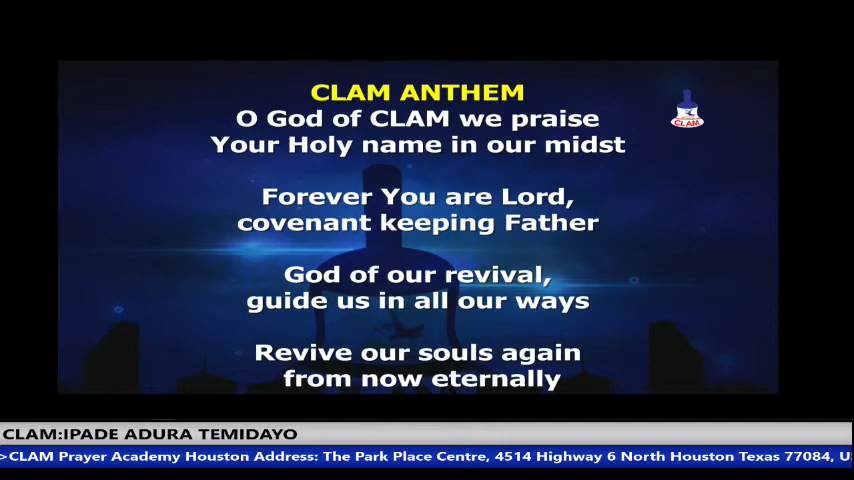 CLAM ANTHEM
O God of CLAM we praise
Your Holy name in our midst
Forever You are Lord,
covenant keeping Father
God of our revival,
guide us in all our ways
Revive our souls again
from now eternally
CLAM
CLAM:IPADE ADURA TEMIDAYO
>CLAM Prayer Academy Houston Address: The Park Place Centre, 4514 Highway 6 North Houston Texas 77084, U